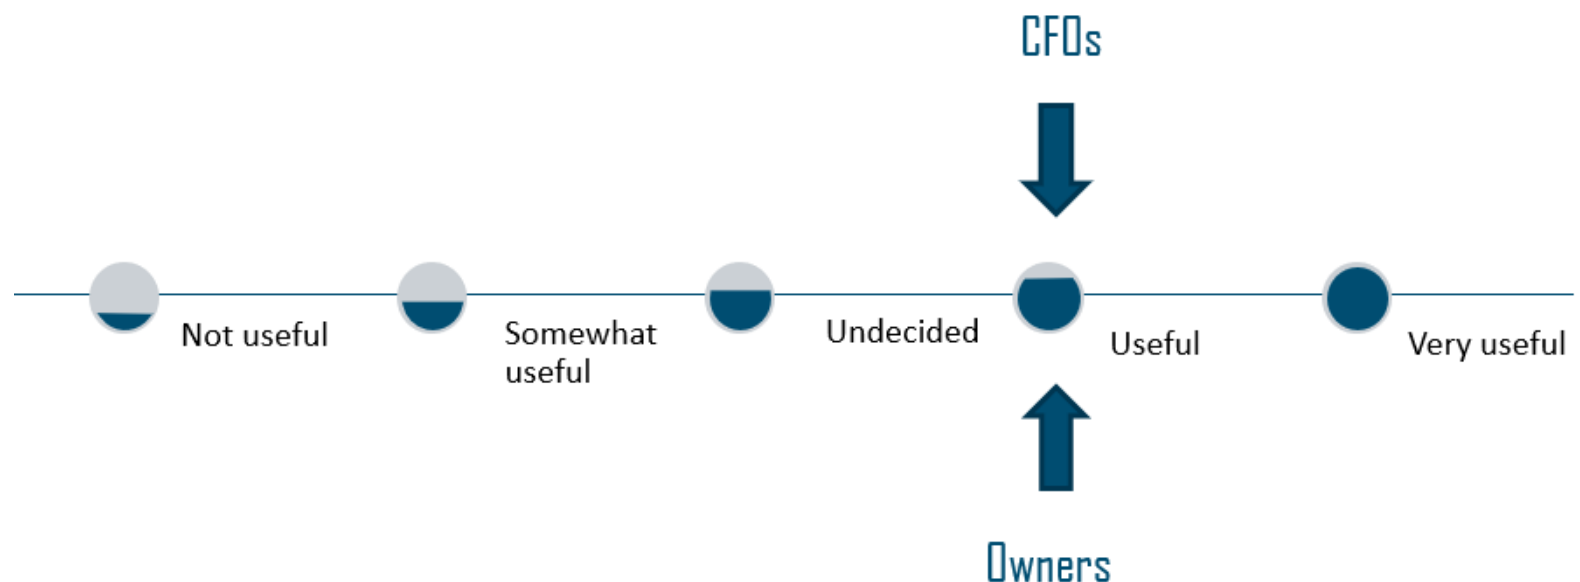 CFOs
Not useful
Somewhat
useful
Undecided
Useful
Very useful
Owners